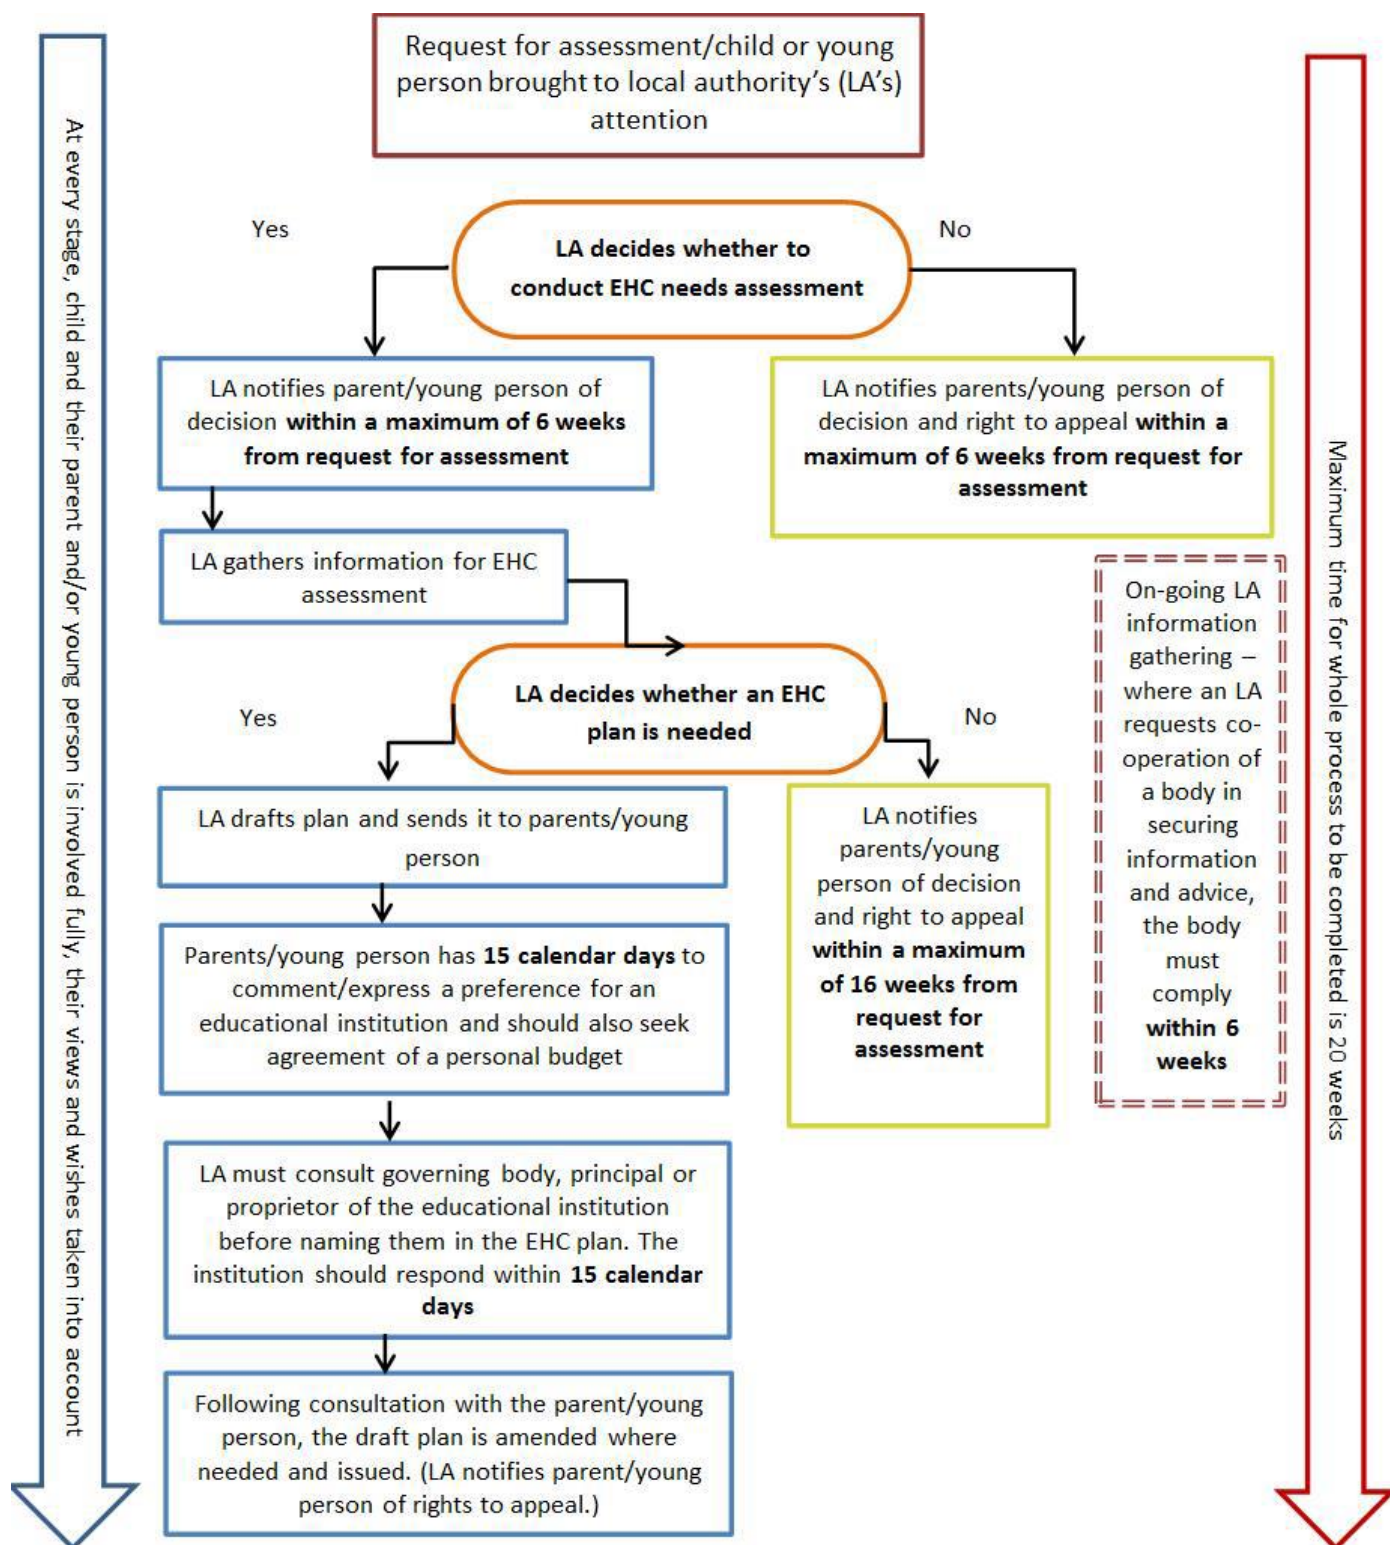 Request for assessment/child or young
person brought to local authority's (LA's)
attention
At every stage, child and their parent and/or young person is involved fully, their views and wishes taken into account
Maximum time for whole process to be completed is 20 weeks
Yes
No
LA decides whether to
conduct EHC needs assessment
LA notifies parent/young person of
decision within a maximum of 6 weeks
from request for assessment
LA notifies parents/young person of
decision and right to appeal within a
maximum of 6 weeks from request for
assessment
LA gathers information for EHC
assessment
On-going LA
information
gathering –
where an LA
requests co-
operation of
a body in
securing
information
and advice,
the body
must
comply
within 6
weeks
LA decides whether an EHC
plan is needed
Yes
No
LA drafts plan and sends it to parents/young
person
LA notifies
parents/young
person of decision
and right to appeal
within a maximum
of 16 weeks from
request for
assessment
Parents/young person has 15 calendar days to
comment/express a preference for an
educational institution and should also seek
agreement of a personal budget
LA must consult governing body, principal or
proprietor of the educational institution
before naming them in the EHC plan. The
institution should respond within 15 calendar
days
Following consultation with the parent/young
person, the draft plan is amended where
needed and issued. (LA notifies parent/young
person of rights to appeal.)